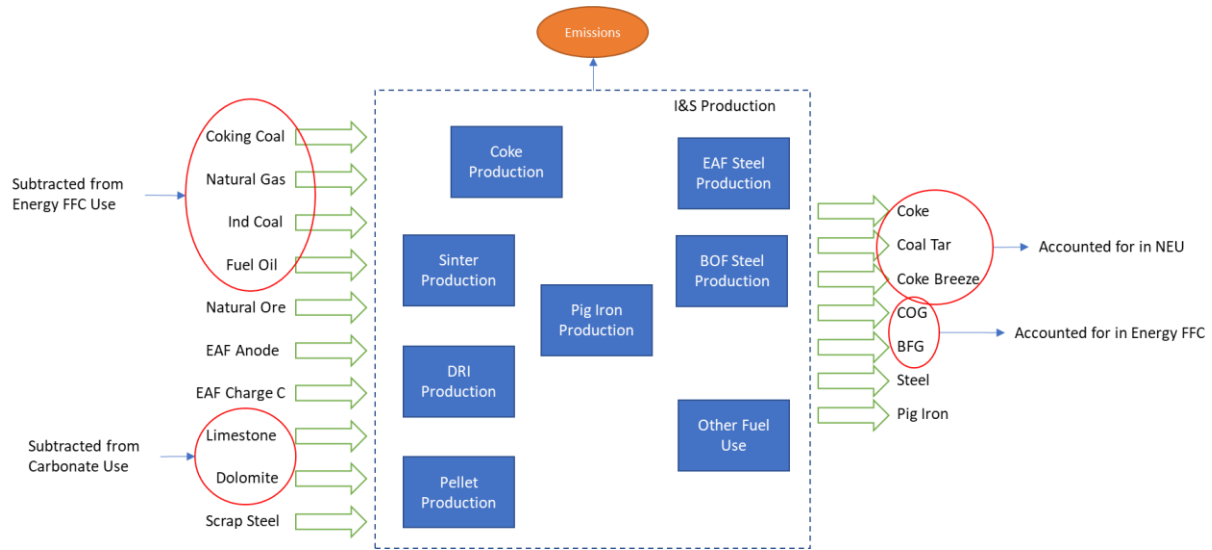 Emissions
I&S Production
Subtracted from
Energy FFC Use
Coking Coal
Natural Gas
Ind Coal
Fuel Oil
Natural Ore
EAF Anode
EAF Charge C
Subtracted from
Carbonate Use
Limestone
Dolomite
Scrap Steel
Coke
Production
EAF Steel
Production
Sinter
Production
BOF Steel
Production
Pig Iron
Production
DRI
Production
Other Fuel
Use
Pellet
Production
Coke
Coal Tar
Coke Breeze
COG
BFG
Steel
Pig Iron
Accounted for in NEU
Accounted for in Energy FFC